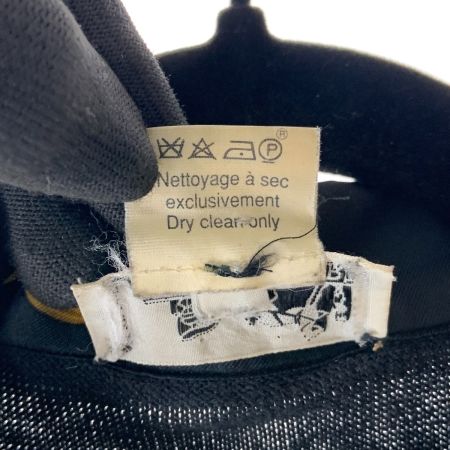 ®
P
Nettoyage à sec
exclusivement
Dry clean only